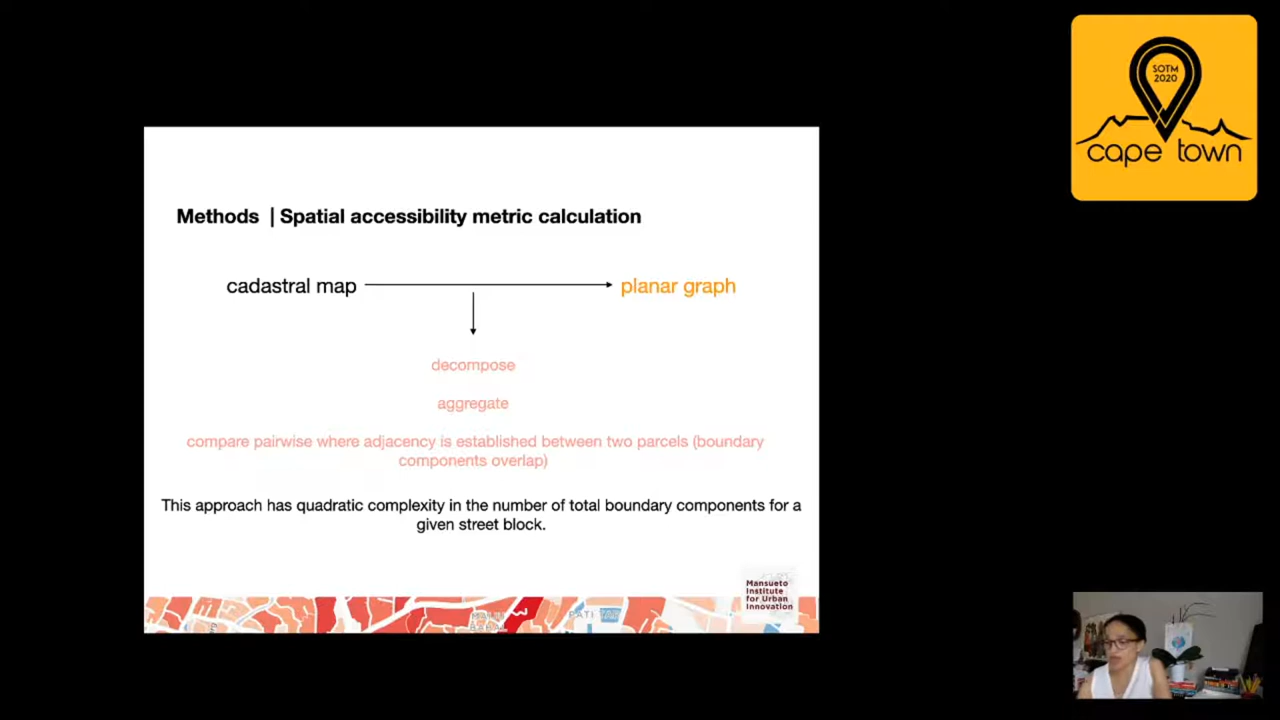 SOTM
2020
cape town
Methods | Spatial accessibility metric calculation
cadastral map
planar graph
decompose
aggregate
compare pairwise where adjacency is established between two parcels (boundary
components overlap)
This approach has quadratic complexity in the number of total boundary components for a
given street block.
Mansueto
Institute
for Urban
Innovation